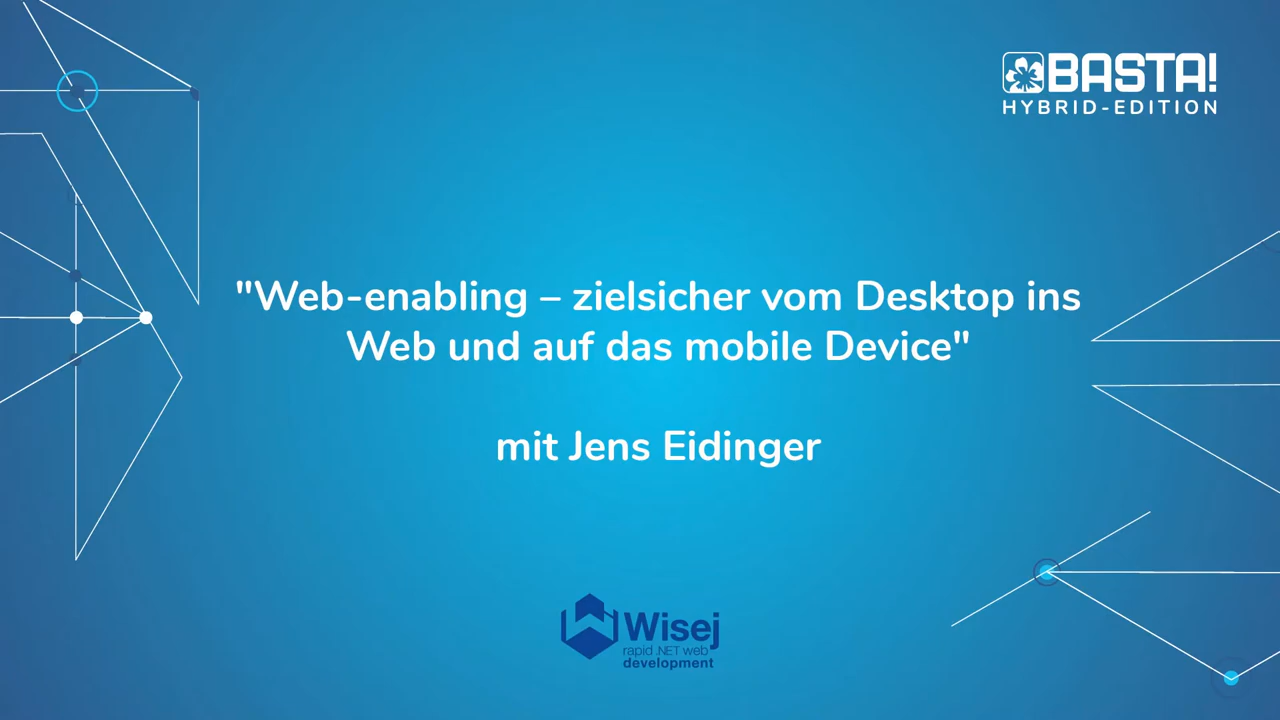 BASTA!
HYBRID-EDITION
"Web-enabling – zielsicher vom Desktop ins
Web und auf das mobile Device"
mit Jens Eidinger
Wisej
rapid .NET web
development